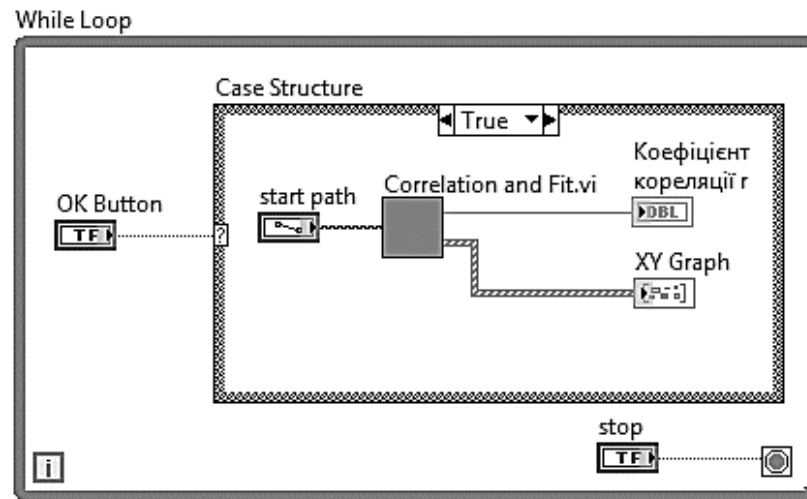 While Loop
Case Structure
True
OK Button
TF
?
start path
Correlation and Fit.vi
Коефіцієнт
кореляції r
DBL
XY Graph
stop
TF
i